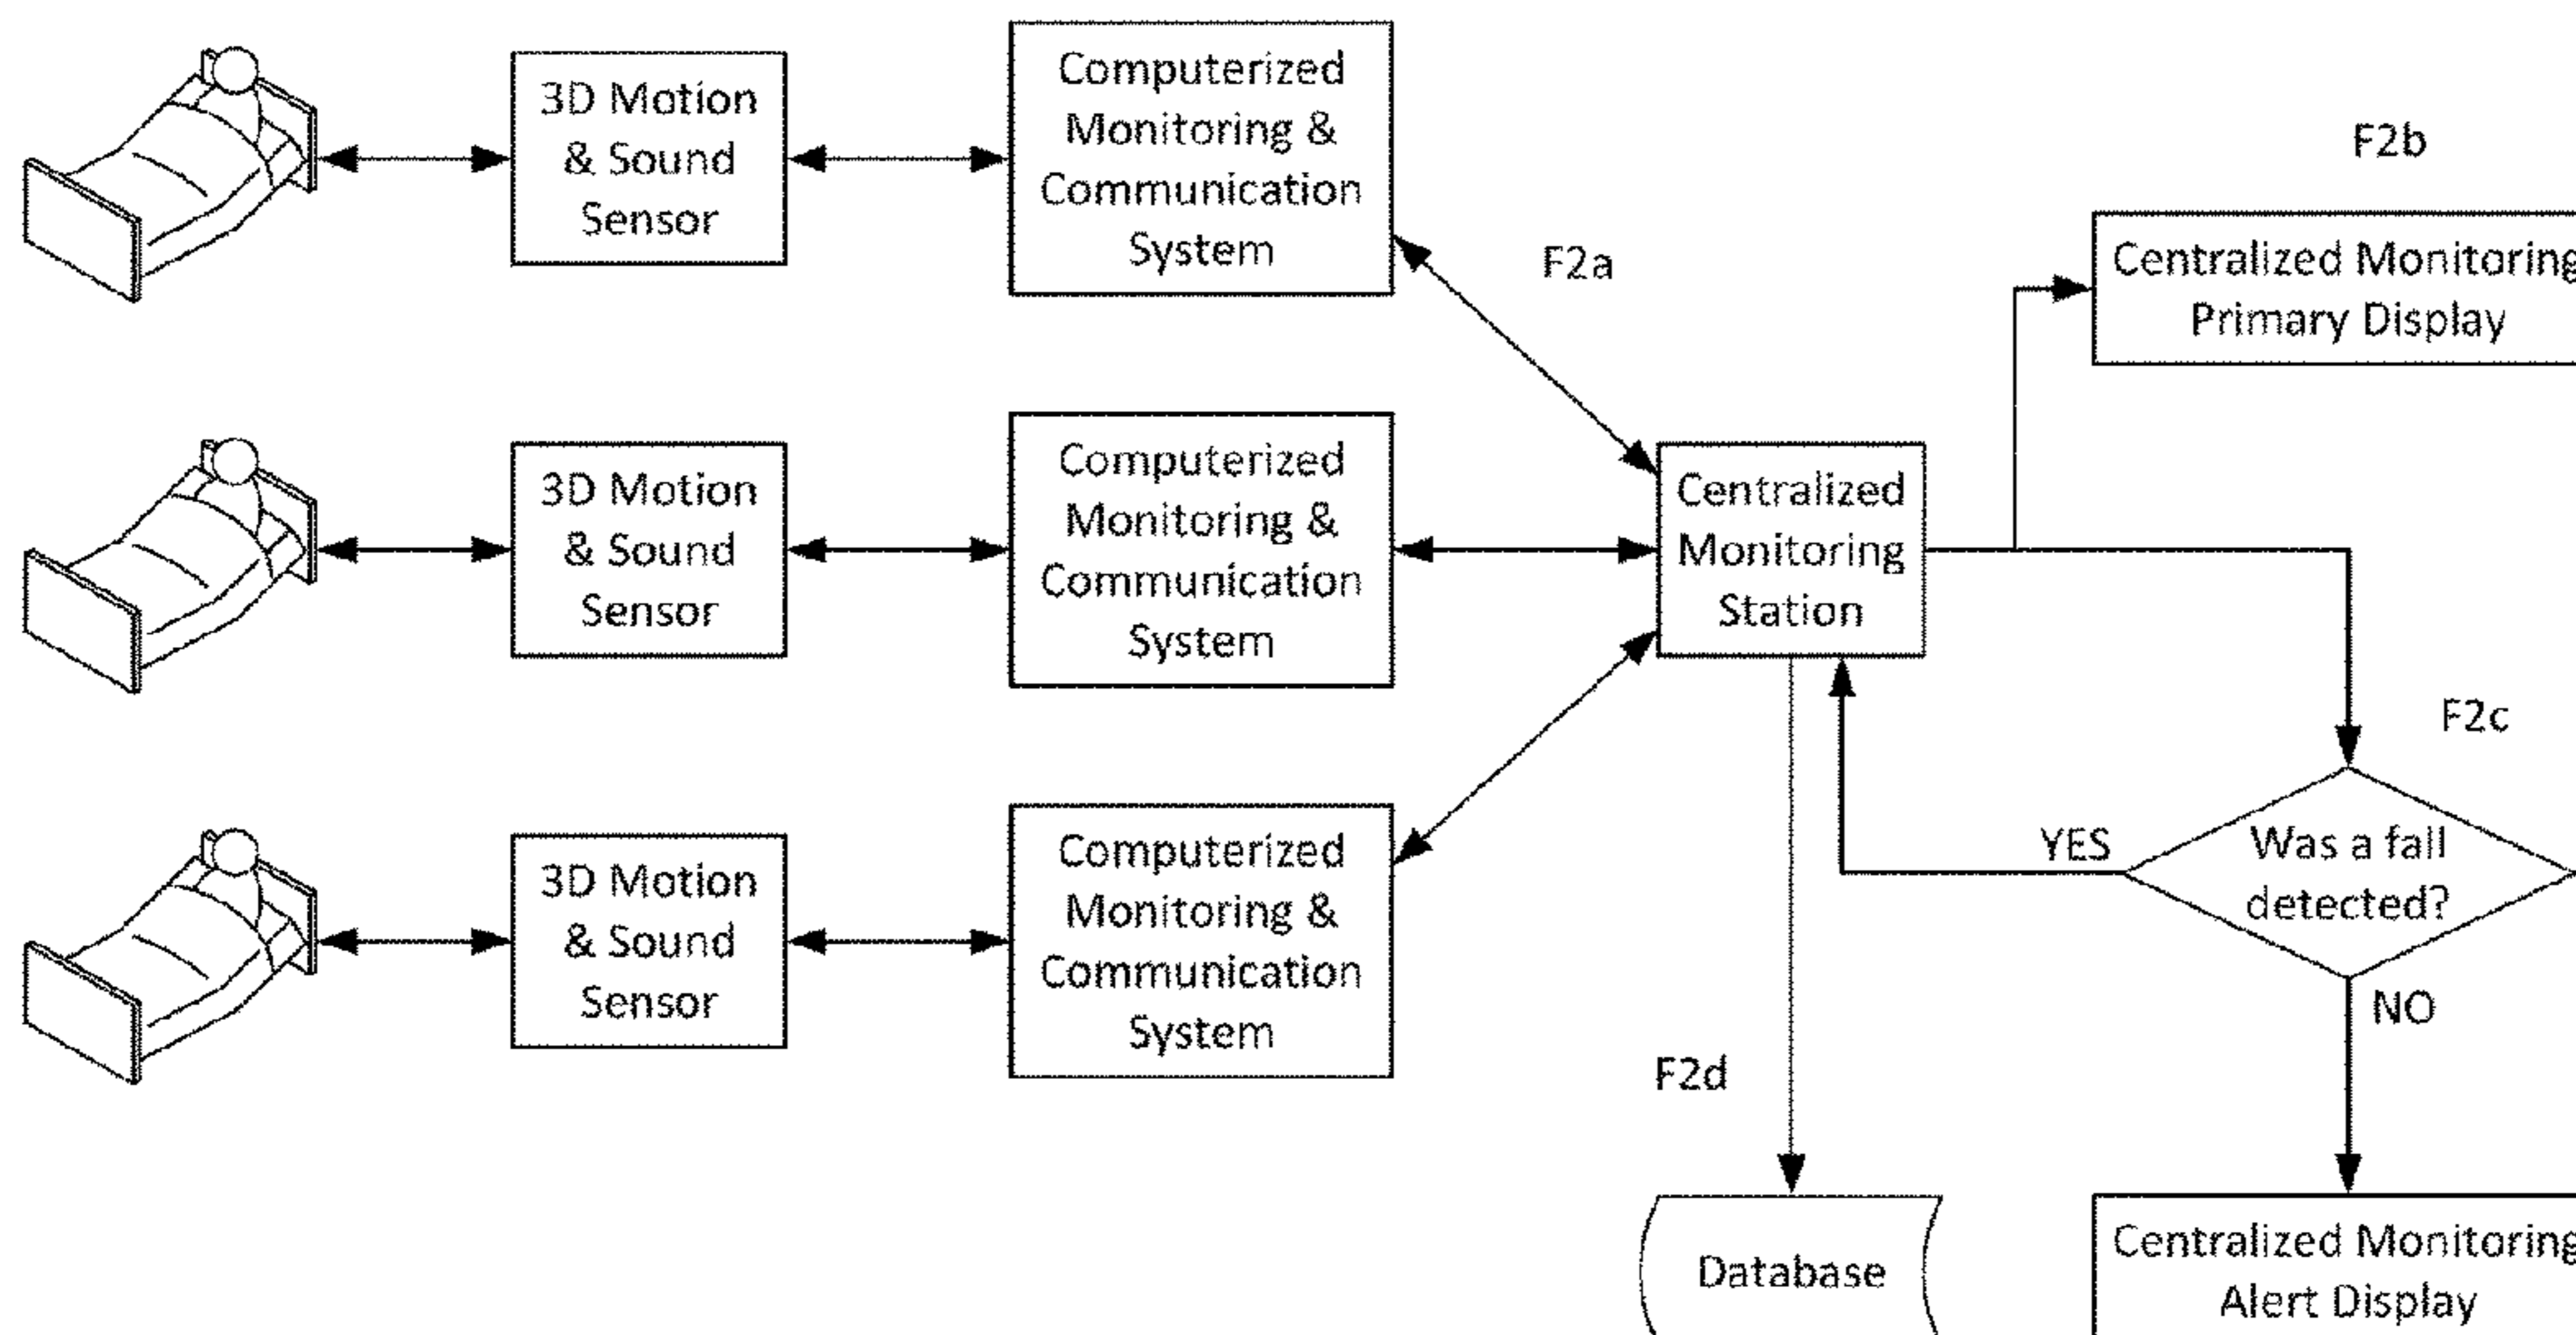 3D Motion
& Sound
Sensor
Computerized
Monitoring &
Communication
System
F2a
F2b
Centralized Monitoring
Primary Display
3D Motion
& Sound
Sensor
Computerized
Monitoring &
Communication
System
Centralized
Monitoring
Station
F2c
YES
Was a fall
detected?
NO
3D Motion
& Sound
Sensor
Computerized
Monitoring &
Communication
System
F2d
Database
Centralized Monitoring
Alert Display